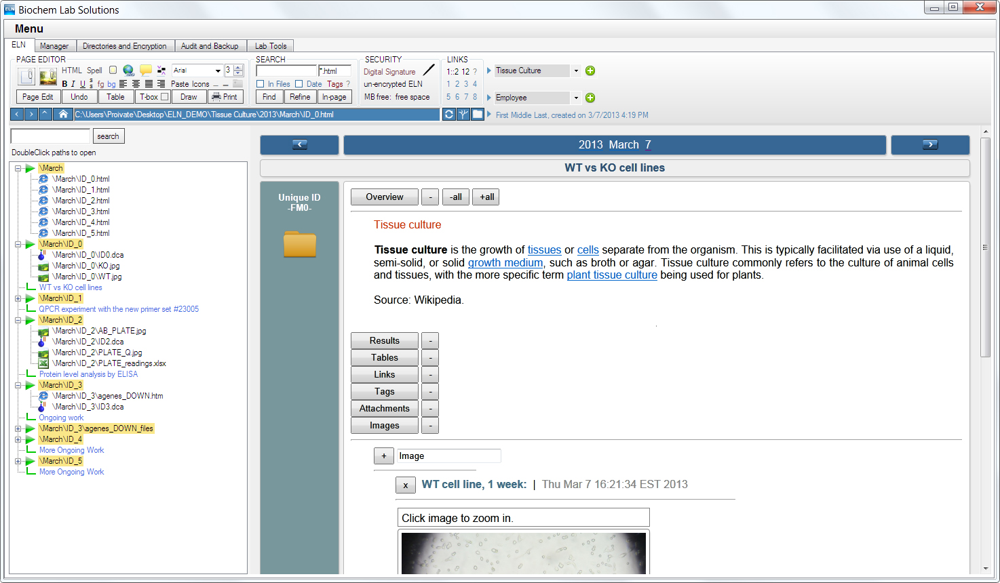 ELN Biochem Lab Solutions
Menu
ELN Manager Directories and Encryption Audit and Backup Lab Tools
PAGE EDITOR SEARCH SECURITY LINKS
HTML Spell Arial 3 *.html Digital Signature 1::2 12 ? Tissue Culture
B I U s s fg bg Paste Icons In Files Date Tags ? un-encrypted ELN 1 2 3 4
Page Edit Undo Table T-box Draw Print Find Refine In-page MB free: free space 5 6 7 8 Employee
C:\Users\Proivate\Desktop\ELN_DEMO\Tissue Culture\2013\March\ID_0.html First Middle Last, created on 3/7/2013 4:19 PM
search
DoubleClick paths to open
\March
\March\ID_0.html
\March\ID_1.html
\March\ID_2.html
\March\ID_3.html
\March\ID_4.html
\March\ID_5.html
\March\ID_0
\March\ID_0\ID0.dca
\March\ID_0\KO.jpg
\March\ID_0\WT.jpg
WT vs KO cell lines
\March\ID_1
QPCR experiment with the new primer set #23005
\March\ID_2
\March\ID_2\AB_PLATE.jpg
\March\ID_2\ID2.dca
\March\ID_2\PLATE_Q.jpg
\March\ID_2\PLATE_readings.xlsx
Protein level analysis by ELISA
\March\ID_3
\March\ID_3\agenes_DOWN.htm
\March\ID_3\ID3.dca
Ongoing work
\March\ID_3\agenes_DOWN_files
\March\ID_4
More Ongoing Work
\March\ID_5
More Ongoing Work
2013 March 7
WT vs KO cell lines
Unique ID
-FM0-
Overview - -all +all
Tissue culture
Tissue culture is the growth of tissues or cells separate from the organism. This is typically facilitated via use of a liquid,
semi-solid, or solid growth medium, such as broth or agar. Tissue culture commonly refers to the culture of animal cells
and tissues, with the more specific term plant tissue culture being used for plants.
Source: Wikipedia.
Results -
Tables -
Links -
Tags -
Attachments -
Images -
+ Image
x WT cell line, 1 week: | Thu Mar 7 16:21:34 EST 2013
Click image to zoom in.